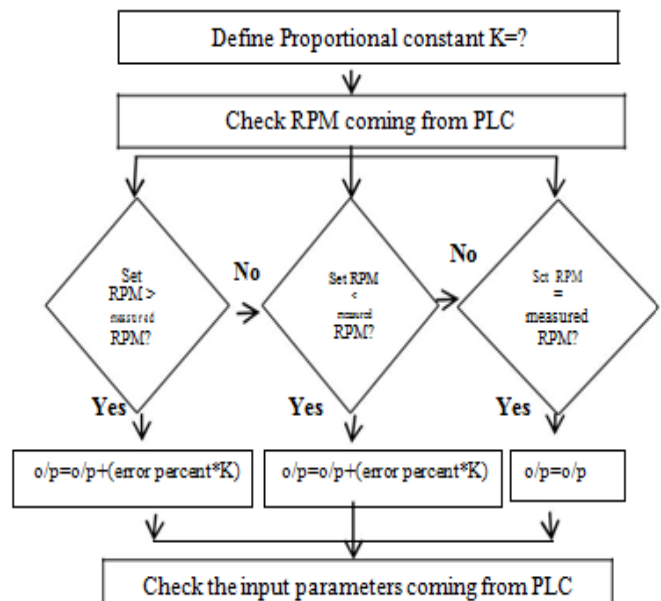 Define Proportional constant K=?
Check RPM coming from PLC
Set
RPM >
measured
RPM?
No
Set RPM
<
measured
RPM?
No
Set RPM
=
measured
RPM?
Yes
Yes
Yes
o/p=o/p+(error percent*K)
o/p=o/p+(error percent*K)
o/p=o/p
Check the input parameters coming from PLC